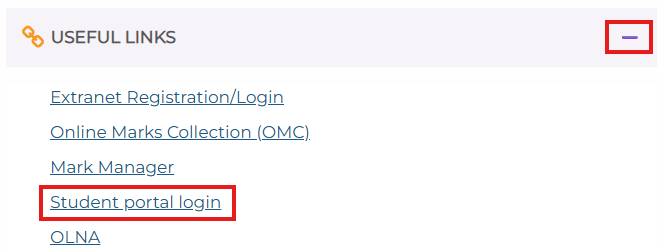 USEFUL LINKS
Extranet Registration/Login
Online Marks Collection (OMC)
Mark Manager
Student portal login
OLNA